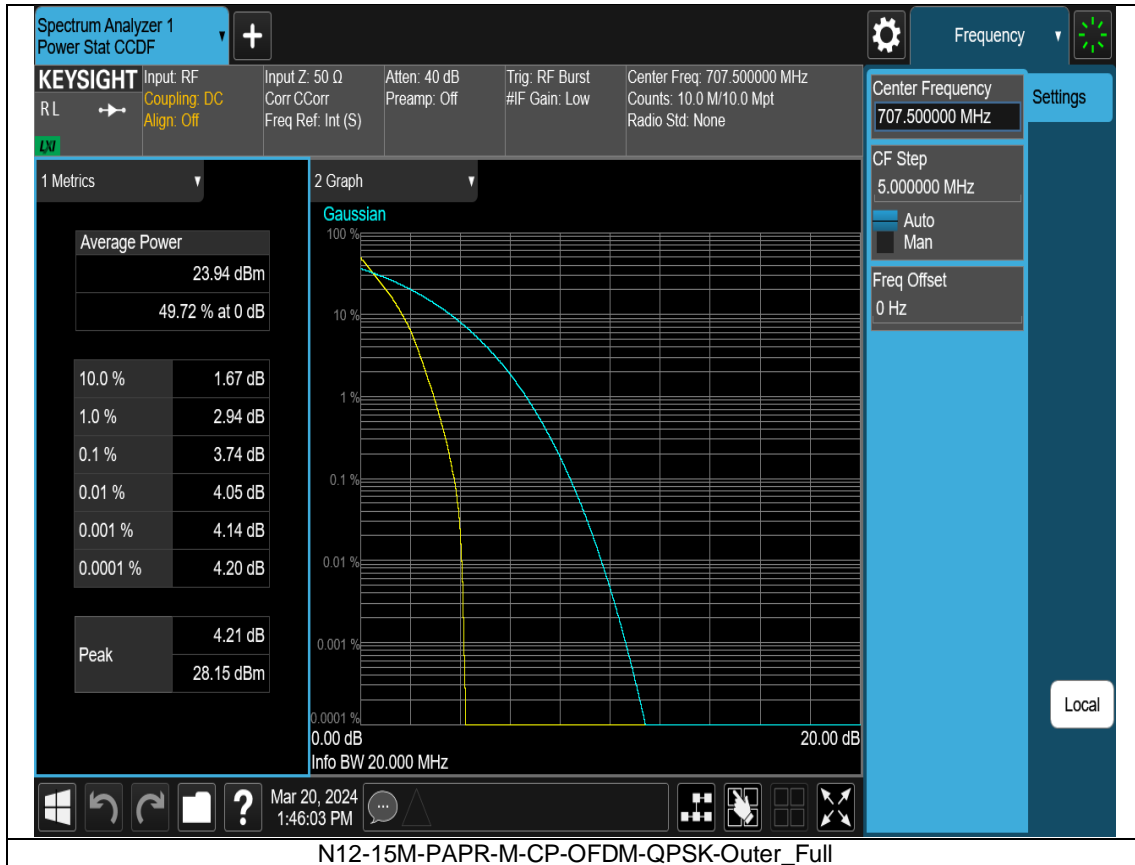 Spectrum Analyzer 1
Power Stat CCDF
Frequency
KEYSIGHT
Input: RF
Coupling: DC
Align: Off
Input Z: 50 Ω
Corr CCorr
Freq Ref: Int (S)
Atten: 40 dB
Preamp: Off
Trig: RF Burst
#IF Gain: Low
Center Freq: 707.500000 MHz
Counts: 10.0 M/10.0 Mpt
Radio Std: None
R L
LXI
Center Frequency
707.500000 MHz
Settings
CF Step
5.000000 MHz
Auto
Man
Freq Offset
0 Hz
1 Metrics
Average Power
23.94 dBm
49.72 % at 0 dB
10.0 % 1.67 dB
1.0 % 2.94 dB
0.1 % 3.74 dB
0.01 % 4.05 dB
0.001 % 4.14 dB
0.0001 % 4.20 dB
Peak
4.21 dB
28.15 dBm
2 Graph
Gaussian
100 %
10 %
1 %
0.1 %
0.01 %
0.001 %
0.0001 %
0.00 dB 20.00 dB
Info BW 20.000 MHz
Local
?
Mar 20, 2024
1:46:03 PM
N12-15M-PAPR-M-CP-OFDM-QPSK-Outer_Full